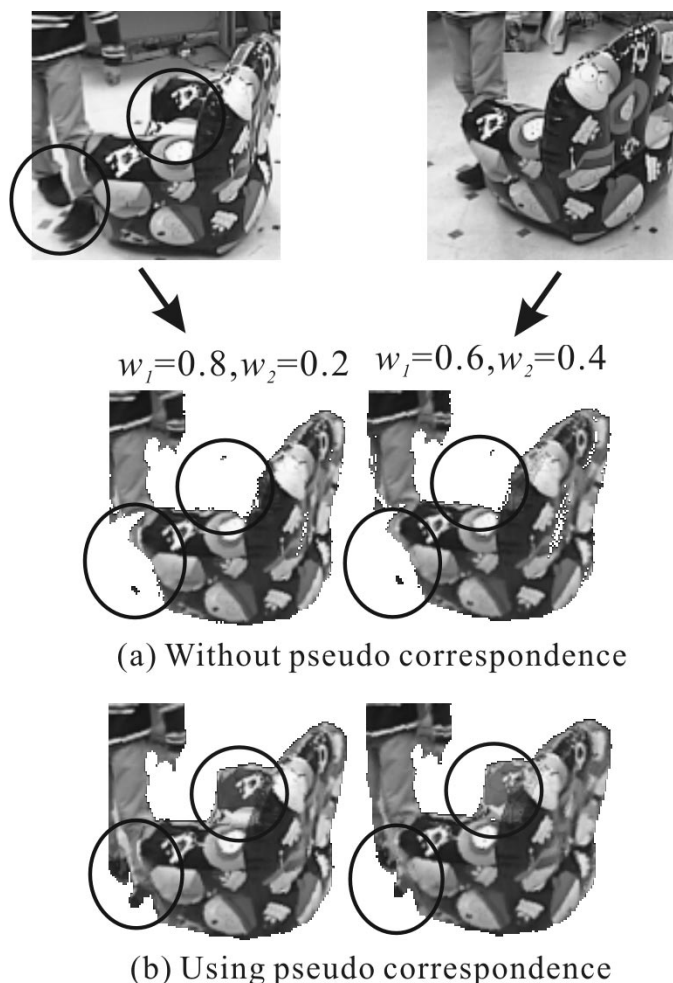 w₁=0.8,w₂=0.2 w₁=0.6,w₂=0.4
(a) Without pseudo correspondence
(b) Using pseudo correspondence